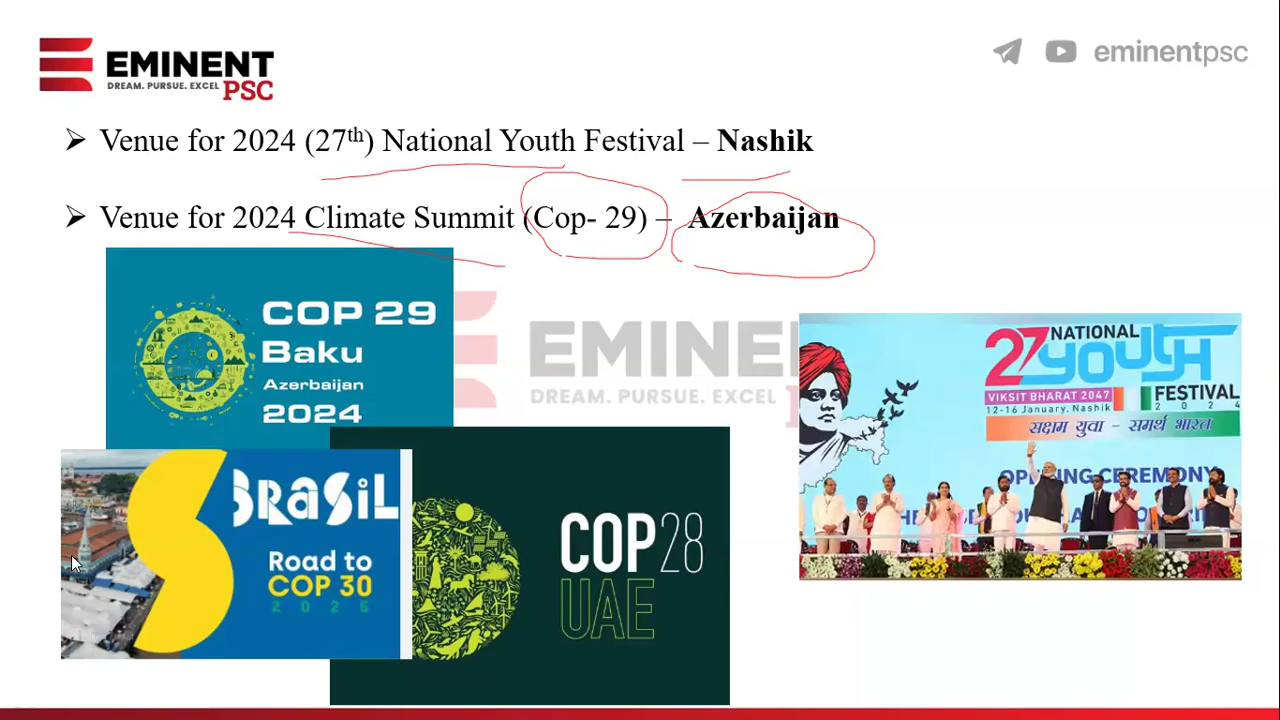 EMINENT
DREAM. PURSUE. EXCEL PSC
eminentpsc
➢ Venue for 2024 (27th) National Youth Festival – Nashik
➢ Venue for 2024 Climate Summit (Cop- 29) – Azerbaijan
COP 29
Baku
Azerbaijan
2024
EMINE
DREAM. PURSUE. EXCEL
BRASIL
Road to
COP 30
2025
COP28
UAE
27 NATIONAL
youth
FESTIVAL
VIKSIT BHARAT 2047
2024
12-16 January, Nashik
सक्षम युवा - समर्थ भारत
OPENING CEREMONY